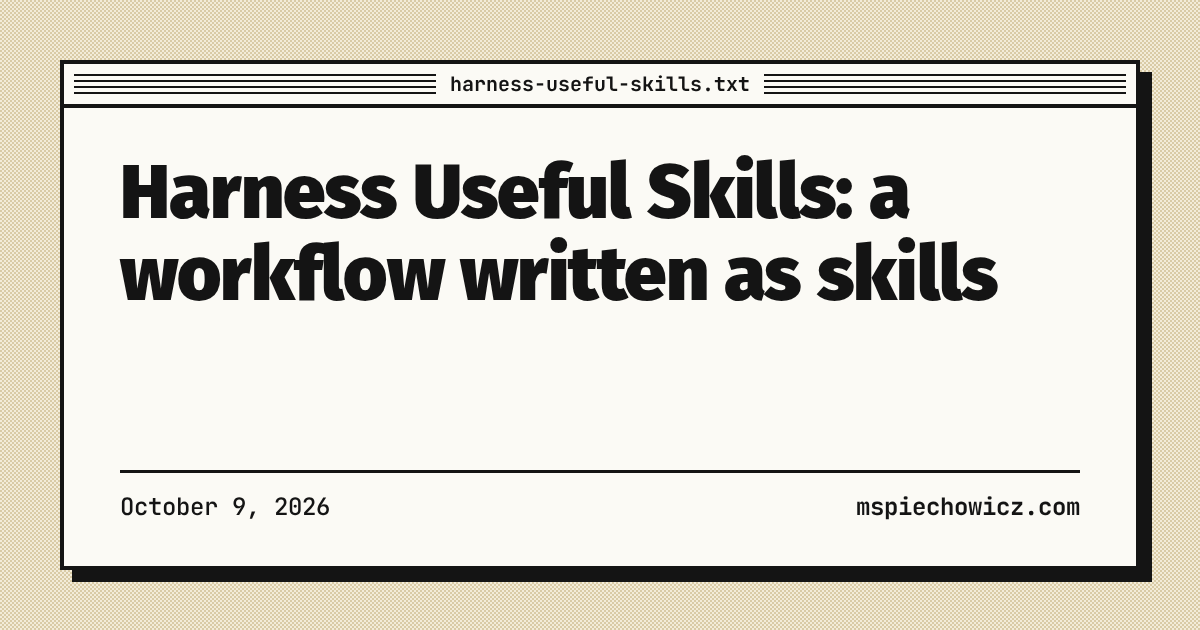 harness-useful-skills.txt
Harness Useful Skills: a
workflow written as skills
October 9, 2026
mspiechowicz.com